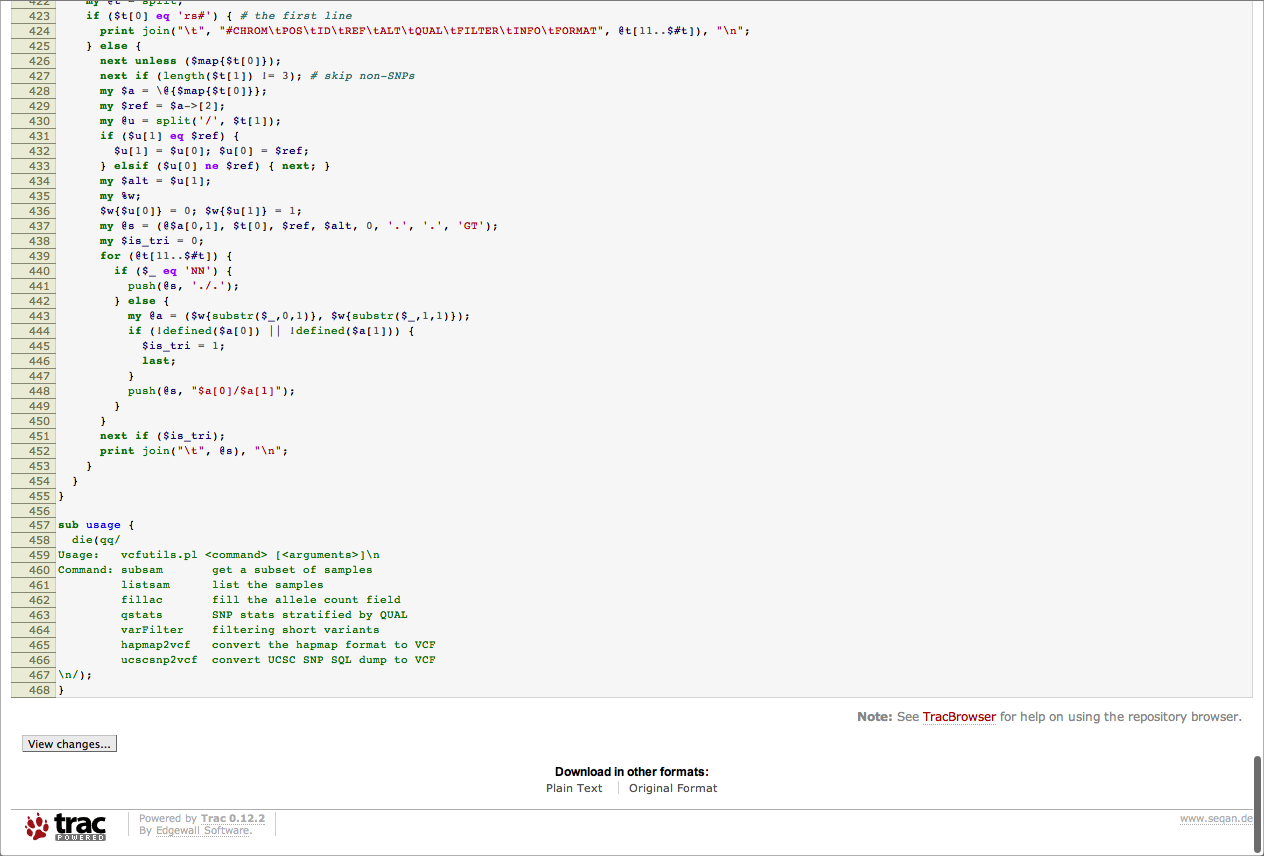 422     my @t = split;
423     if ($t[0] eq 'rs#') { # the first line
424       print join("\t", "#CHROM\tPOS\tID\tREF\tALT\tQUAL\tFILTER\tINFO\tFORMAT", @t[11..$#t]), "\n";
425     } else {
426       next unless ($map{$t[0]});
427       next if (length($t[1]) != 3); # skip non-SNPs
428       my $a = \@{$map{$t[0]}};
429       my $ref = $a->[2];
430       my @u = split('/', $t[1]);
431       if ($u[1] eq $ref) {
432         $u[1] = $u[0]; $u[0] = $ref;
433       } elsif ($u[0] ne $ref) { next; }
434       my $alt = $u[1];
435       my %w;
436       $w{$u[0]} = 0; $w{$u[1]} = 1;
437       my @s = (@$a[0,1], $t[0], $ref, $alt, 0, '.', '.', 'GT');
438       my $is_tri = 0;
439       for (@t[11..$#t]) {
440         if ($_ eq 'NN') {
441           push(@s, './.');
442         } else {
443           my @a = ($w{substr($_,0,1)}, $w{substr($_,1,1)});
444           if (!defined($a[0]) || !defined($a[1])) {
445             $is_tri = 1;
446             last;
447           }
448           push(@s, "$a[0]/$a[1]");
449         }
450       }
451       next if ($is_tri);
452       print join("\t", @s), "\n";
453     }
454   }
455 }
456
457 sub usage {
458   die(qq/
459 Usage:   vcfutils.pl <command> [<arguments>]\n
460 Command: subsam       get a subset of samples
461          listsam      list the samples
462          fillac       fill the allele count field
463          qstats       SNP stats stratified by QUAL
464          varFilter    filtering short variants
465          hapmap2vcf   convert the hapmap format to VCF
466          ucscsnp2vcf  convert UCSC SNP SQL dump to VCF
467 \n/);
468 }
Note: See TracBrowser for help on using the repository browser.
View changes...
Download in other formats:
Plain Text Original Format
trac POWERED
Powered by Trac 0.12.2
By Edgewall Software.
www.seqan.de